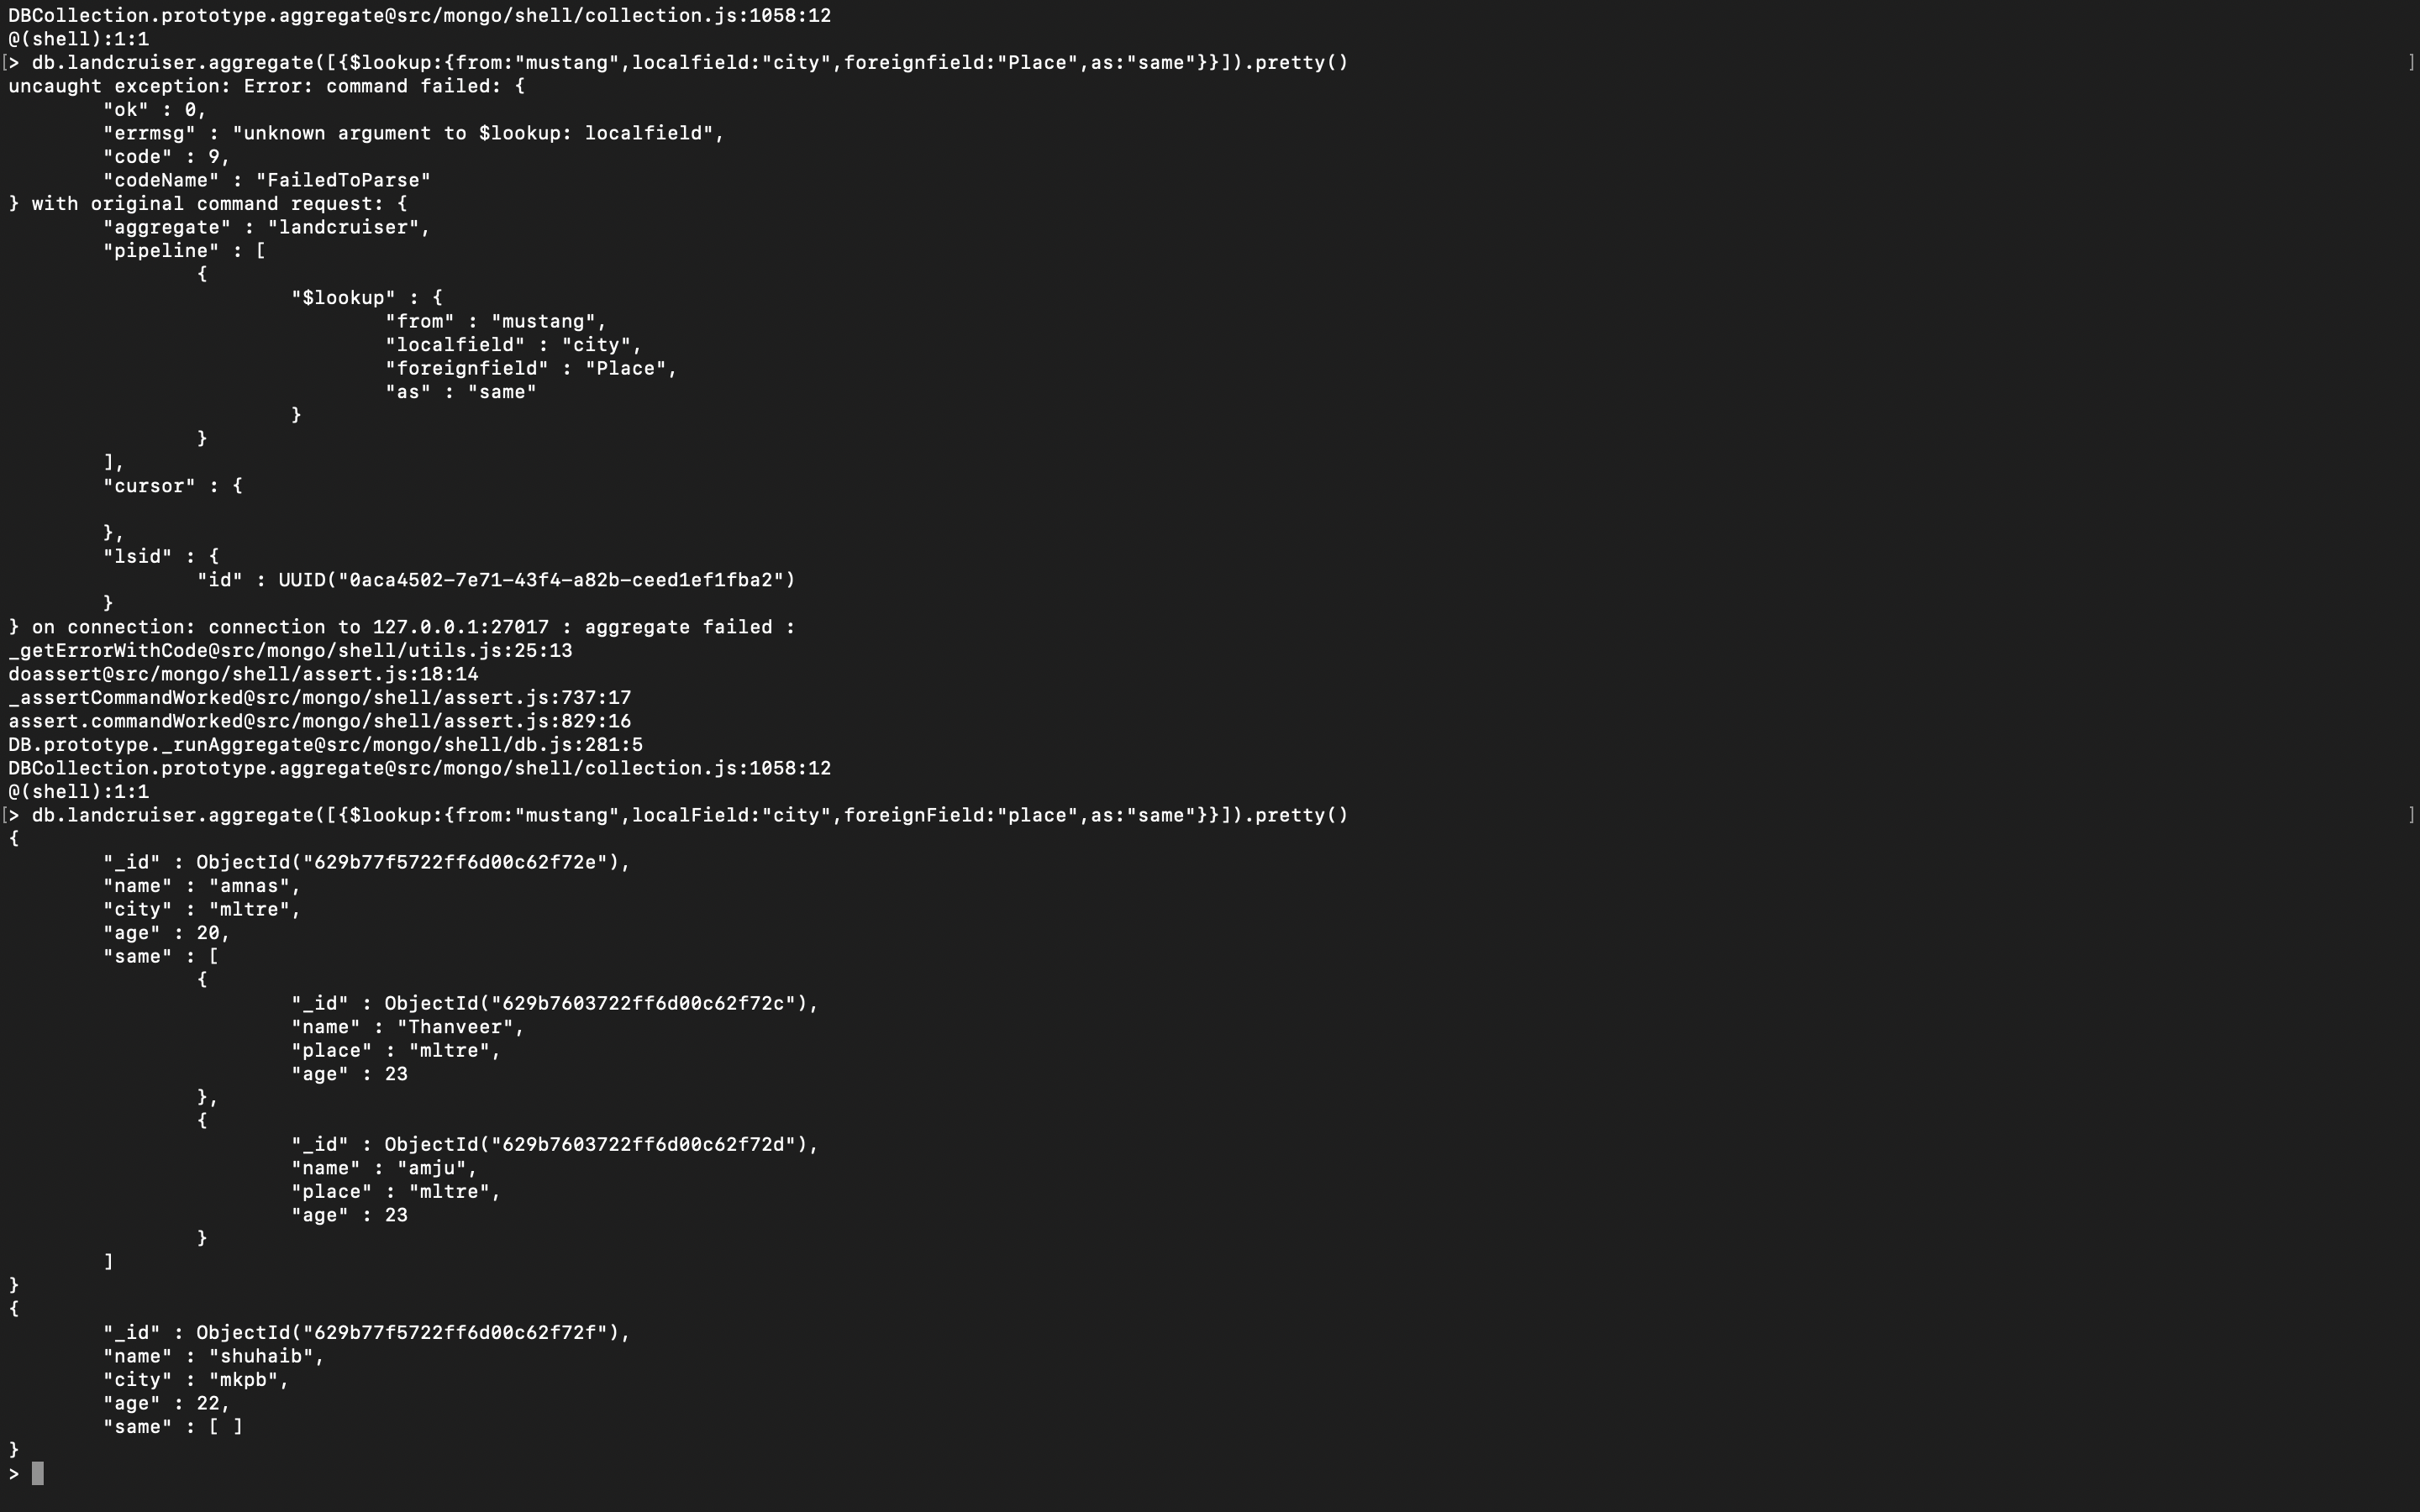 DBCollection.prototype.aggregate@src/mongo/shell/collection.js:1058:12
@(shell):1:1
[> db.landcruiser.aggregate([{$lookup:{from:"mustang",localfield:"city",foreignfield:"Place",as:"same"}}]).pretty() ]
uncaught exception: Error: command failed: {
"ok" : 0,
"errmsg" : "unknown argument to $lookup: localfield",
"code" : 9,
"codeName" : "FailedToParse"
} with original command request: {
"aggregate" : "landcruiser",
"pipeline" : [
{
"$lookup" : {
"from" : "mustang",
"localfield" : "city",
"foreignfield" : "Place",
"as" : "same"
}
}
],
"cursor" : {
},
"lsid" : {
"id" : UUID("0aca4502-7e71-43f4-a82b-ceed1ef1fba2")
}
} on connection: connection to 127.0.0.1:27017 : aggregate failed :
_getErrorWithCode@src/mongo/shell/utils.js:25:13
doassert@src/mongo/shell/assert.js:18:14
_assertCommandWorked@src/mongo/shell/assert.js:737:17
assert.commandWorked@src/mongo/shell/assert.js:829:16
DB.prototype._runAggregate@src/mongo/shell/db.js:281:5
DBCollection.prototype.aggregate@src/mongo/shell/collection.js:1058:12
@(shell):1:1
[> db.landcruiser.aggregate([{$lookup:{from:"mustang",localField:"city",foreignField:"place",as:"same"}}]).pretty() ]
{
"_id" : ObjectId("629b77f5722ff6d00c62f72e"),
"name" : "amnas",
"city" : "mltre",
"age" : 20,
"same" : [
{
"_id" : ObjectId("629b7603722ff6d00c62f72c"),
"name" : "Thanveer",
"place" : "mltre",
"age" : 23
},
{
"_id" : ObjectId("629b7603722ff6d00c62f72d"),
"name" : "amju",
"place" : "mltre",
"age" : 23
}
]
}
{
"_id" : ObjectId("629b77f5722ff6d00c62f72f"),
"name" : "shuhaib",
"city" : "mkpb",
"age" : 22,
"same" : [ ]
}
>